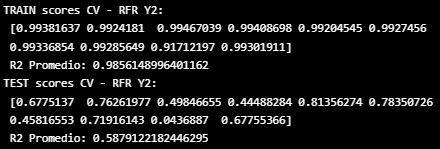 TRAIN scores CV - RFR Y2:
[0.99381637 0.9924181  0.99467039 0.99408698 0.99204545 0.9927456
0.99336854 0.99285649 0.91712197 0.99301911]
R2 Promedio: 0.9856148996401162
TEST scores CV - RFR Y2:
[0.6775137  0.76261977 0.49846655 0.44488284 0.81356274 0.78350726
0.45816553 0.71916143 0.0436887  0.67755366]
R2 Promedio: 0.5879122182446295